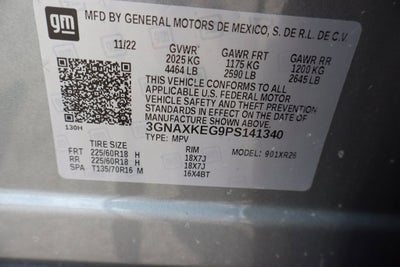 gm
MFD BY GENERAL MOTORS DE MEXICO, S. DE R.L. DE C.V.
11/22 GVWR GAWR FRT GAWR RR
2025 KG 1175 KG 1200 KG
4464 LB 2590 LB 2645 LB
THIS VEHICLE CONFORMS TO ALL
APPLICABLE U.S. FEDERAL MOTOR
VEHICLE SAFETY AND THEFT PREVENTION
STANDARDS IN EFFECT ON THE DATE OF
MANUFACTURE SHOWN ABOVE.
130H 3GNAXKEG9PS141340
TYPE: MPV MODEL: 901XR26
TIRE SIZE RIM
FRT 225/60R18 H 18X7J
RR 225/60R18 H 18X7J
SPA T135/70R16 M 16X4BT